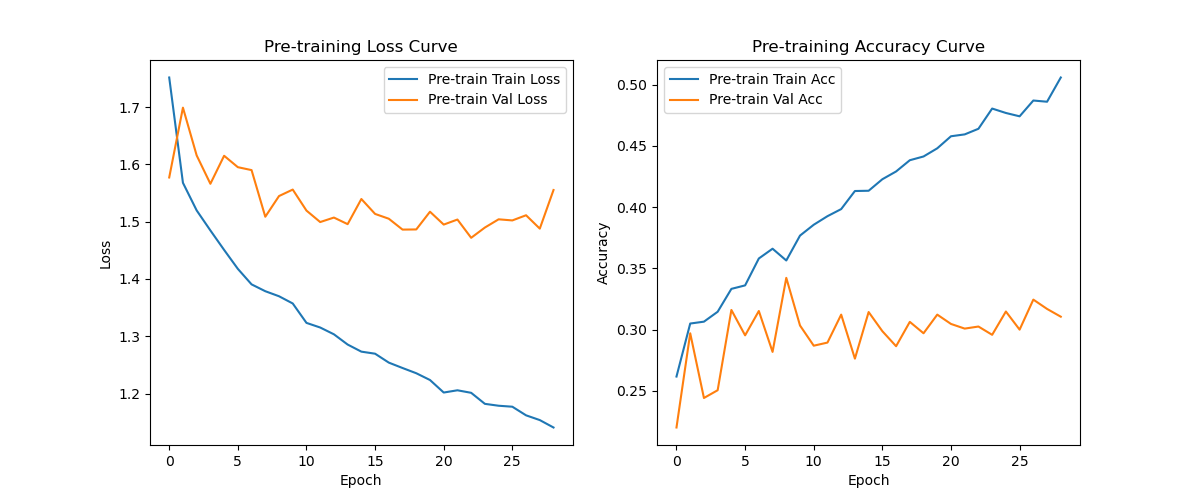 Pre-training Loss Curve
Pre-train Train Loss
Pre-train Val Loss
1.7
1.6
1.5
1.4
1.3
1.2
Loss
0
5
10
15
20
25
Epoch
Pre-training Accuracy Curve
Pre-train Train Acc
Pre-train Val Acc
0.50
0.45
0.40
0.35
0.30
0.25
Accuracy
0
5
10
15
20
25
Epoch